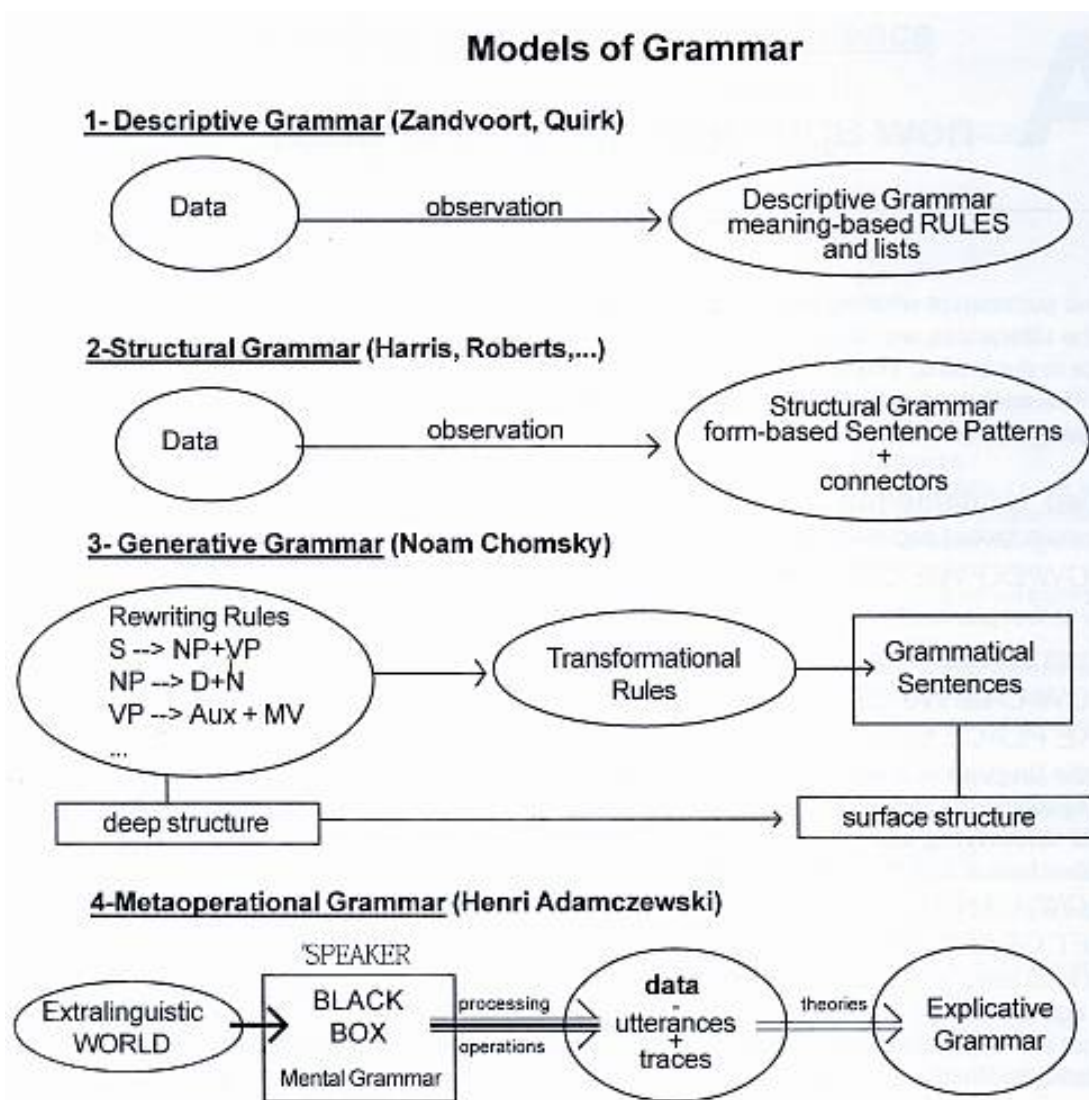 Models of Grammar
1- Descriptive Grammar (Zandvoort, Quirk)
Data
observation
Descriptive Grammar
meaning-based RULES
and lists
2-Structural Grammar (Harris, Roberts,...)
Data
observation
Structural Grammar
form-based Sentence Patterns
+
connectors
3- Generative Grammar (Noam Chomsky)
Rewriting Rules
S --> NP+VP
NP --> D+N
VP --> Aux + MV
...
Transformational
Rules
Grammatical
Sentences
deep structure
surface structure
4-Metaoperational Grammar (Henri Adamczewski)
Extralinguistic
WORLD
'SPEAKER
BLACK
BOX
Mental Grammar
processing
operations
data
-
utterances
+
traces
theories
Explicative
Grammar